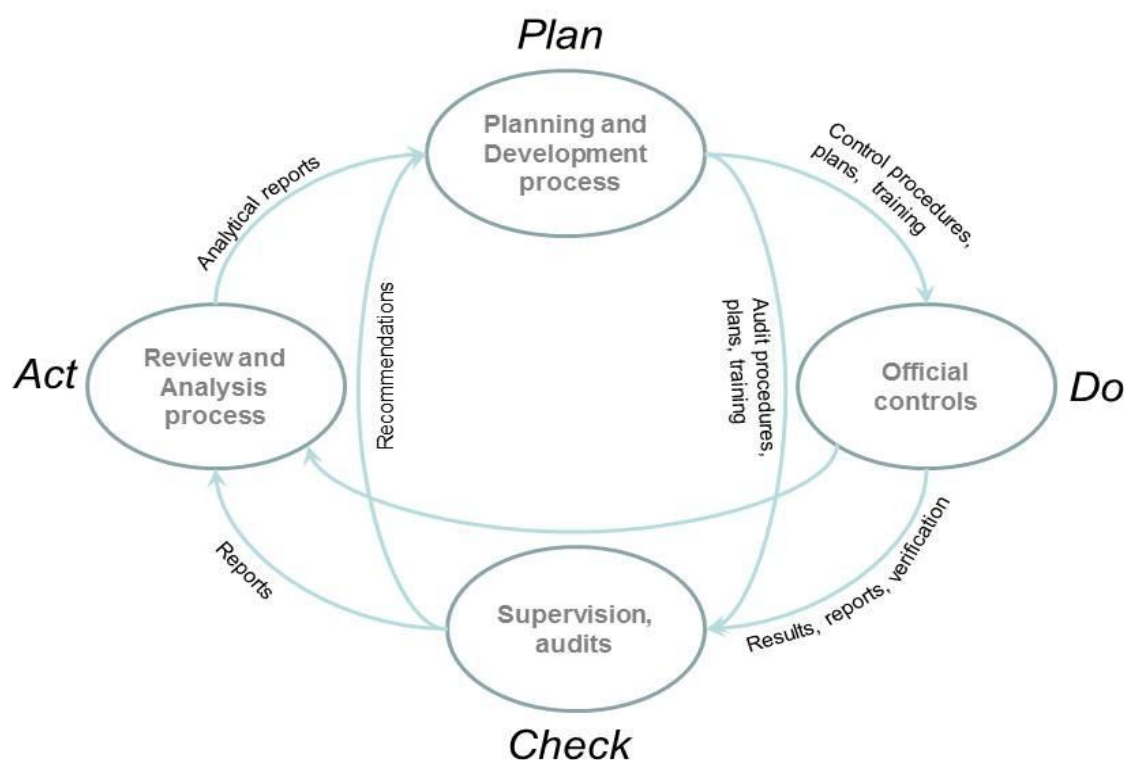 Plan
Planning and
Development
process
Control procedures,
plans, training
Analytical reports
Recommendations
Audit procedures,
plans, training
Act
Review and
Analysis
process
Official
controls
Do
Reports
Results, reports, verification
Supervision,
audits
Check